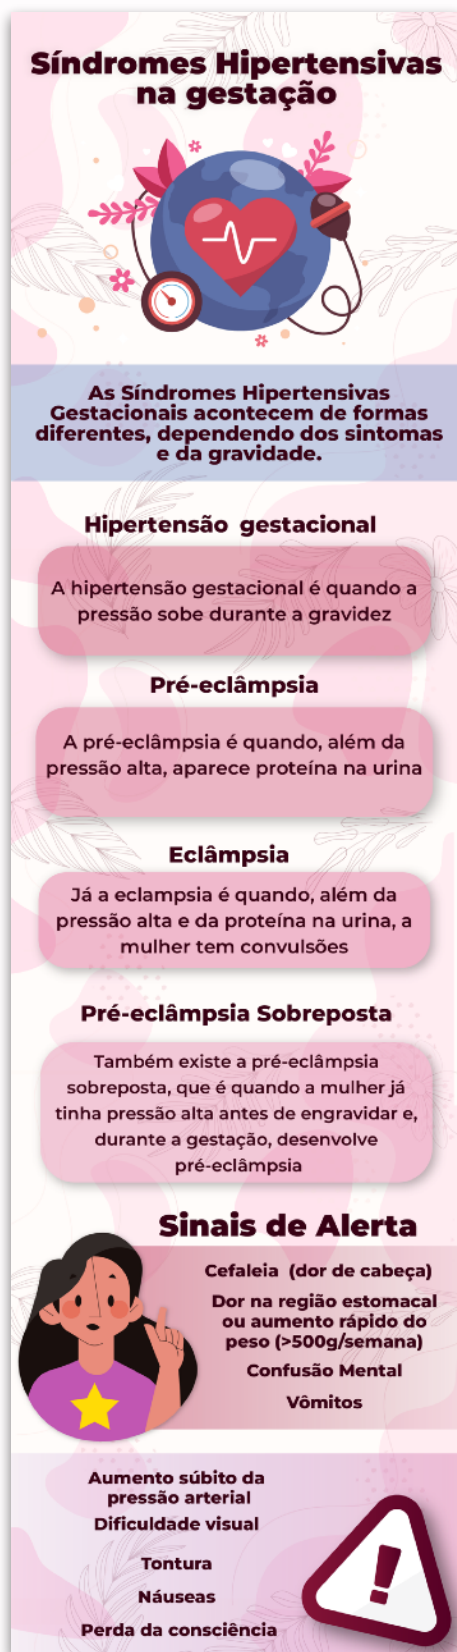 Síndromes Hipertensivas
na gestação
As Síndromes Hipertensivas
Gestacionais acontecem de formas
diferentes, dependendo dos sintomas
e da gravidade.
Hipertensão gestacional
A hipertensão gestacional é quando a
pressão sobe durante a gravidez
Pré-eclâmpsia
A pré-eclâmpsia é quando, além da
pressão alta, aparece proteína na urina
Eclâmpsia
Já a eclampsia é quando, além da
pressão alta e da proteína na urina, a
mulher tem convulsões
Pré-eclâmpsia Sobreposta
Também existe a pré-eclâmpsia
sobreposta, que é quando a mulher já
tinha pressão alta antes de engravidar e,
durante a gestação, desenvolve
pré-eclâmpsia
Sinais de Alerta
Cefaleia (dor de cabeça)
Dor na região estomacal
ou aumento rápido do
peso (>500g/semana)
Confusão Mental
Vômitos
Aumento súbito da
pressão arterial
Dificuldade visual
Tontura
Náuseas
Perda da consciência